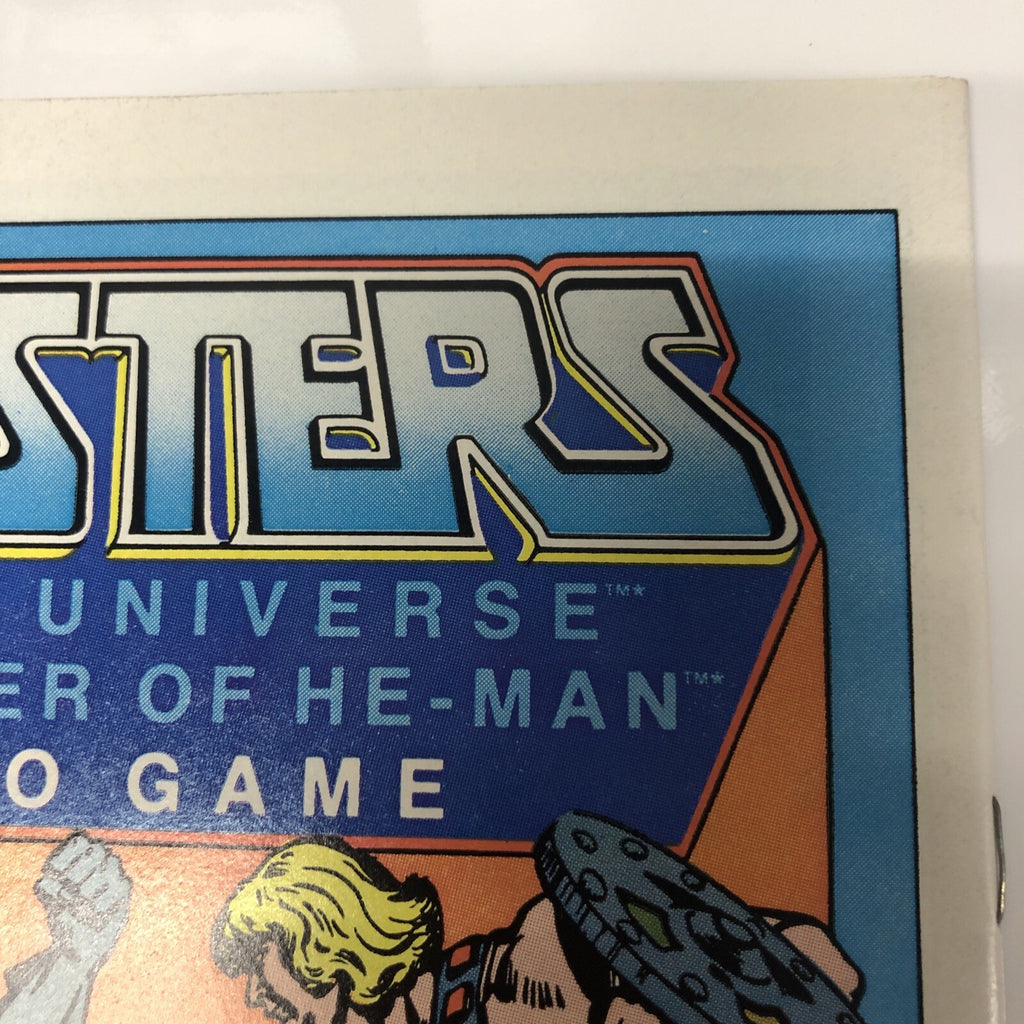 STERS
UNIVERSE™*
ER OF HE-MAN™*
O GAME